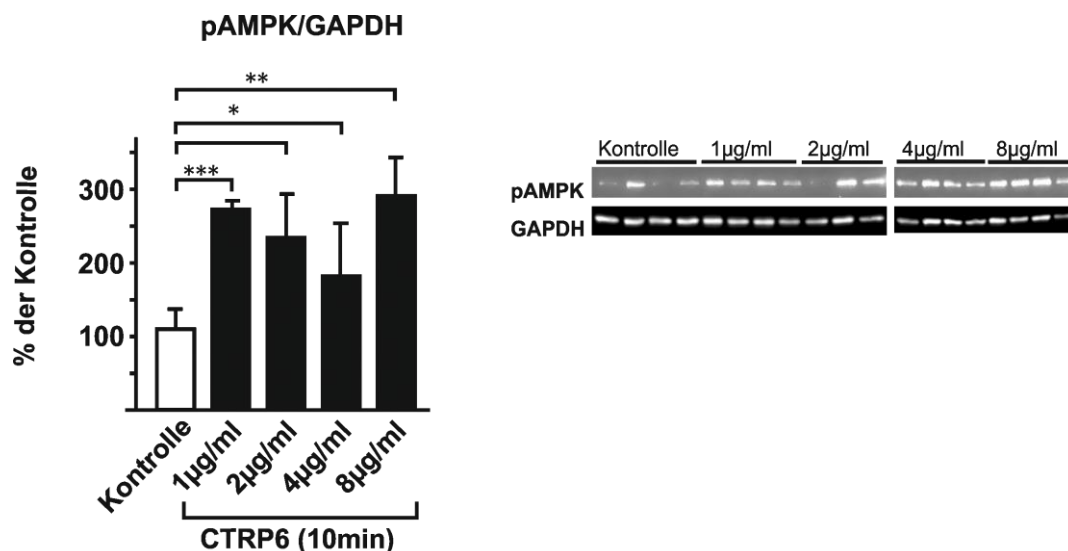 pAMPK/GAPDH
**
*
***
% der Kontrolle
300
200
100
Kontrolle
1µg/ml
2µg/ml
4µg/ml
8µg/ml
CTRP6 (10min)
Kontrolle 1µg/ml 2µg/ml 4µg/ml 8µg/ml
pAMPK
GAPDH